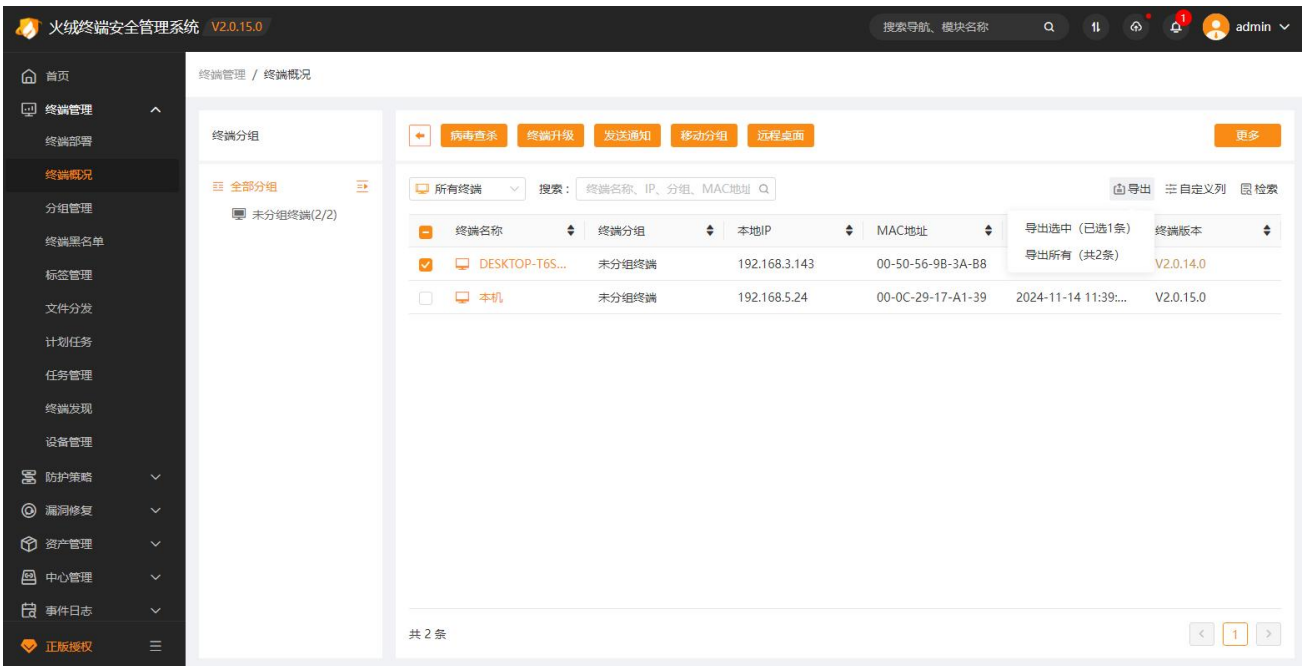 火绒终端安全管理系统 V2.0.15.0
搜索导航、模块名称
1
admin
首页
终端管理
终端部署
终端概况
分组管理
终端黑名单
标签管理
文件分发
计划任务
任务管理
终端发现
设备管理
防护策略
漏洞修复
资产管理
中心管理
事件日志
正版授权
终端管理 / 终端概况
终端分组
全部分组
未分组终端(2/2)
病毒查杀 终端升级 发送通知 移动分组 远程桌面 更多
所有终端 搜索： 终端名称、IP、分组、MAC地址 导出 自定义列 检索
导出选中（已选1条）
导出所有（共2条）
终端名称 终端分组 本地IP MAC地址 终端版本
DESKTOP-T6S... 未分组终端 192.168.3.143 00-50-56-9B-3A-B8 V2.0.14.0
本机 未分组终端 192.168.5.24 00-0C-29-17-A1-39 2024-11-14 11:39:... V2.0.15.0
共 2 条
1